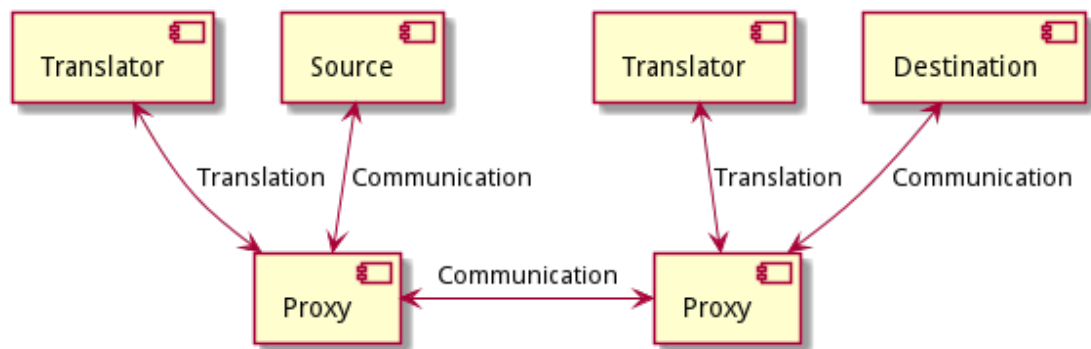 Translator
Source
Translator
Destination
Translation
Communication
Translation
Communication
Communication
Proxy
Proxy